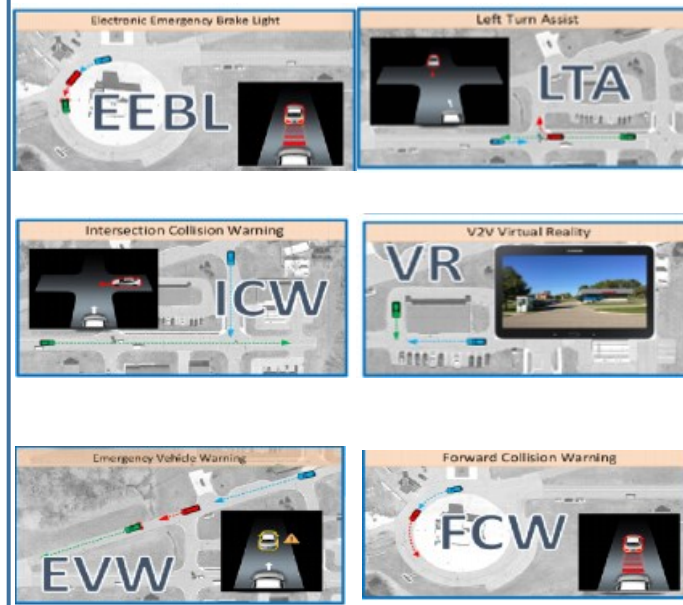 Electronic Emergency Brake Light
EEBL
Left Turn Assist
LTA
Intersection Collision Warning
ICW
V2V Virtual Reality
VR
Emergency Vehicle Warning
EVW
Forward Collision Warning
FCW